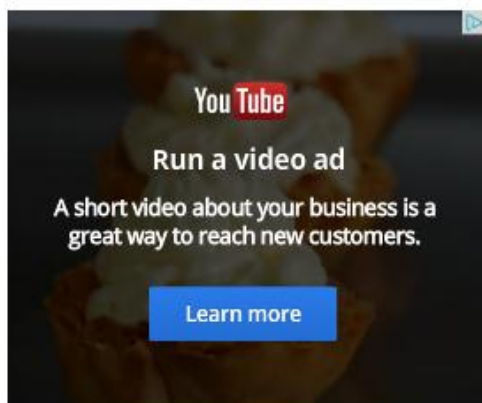 YouTube
Run a video ad
A short video about your business is a
great way to reach new customers.
Learn more